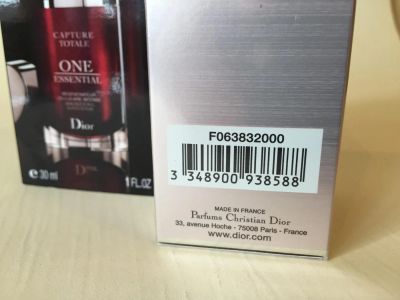 CAPTURE
TOTALE
ONE
ESSENTIAL
Dior
℮ 30 ml
1 FL.OZ
F063832000
3 348900 938588
MADE IN FRANCE
Parfums Christian Dior
33, avenue Hoche - 75008 Paris - France
www.dior.com